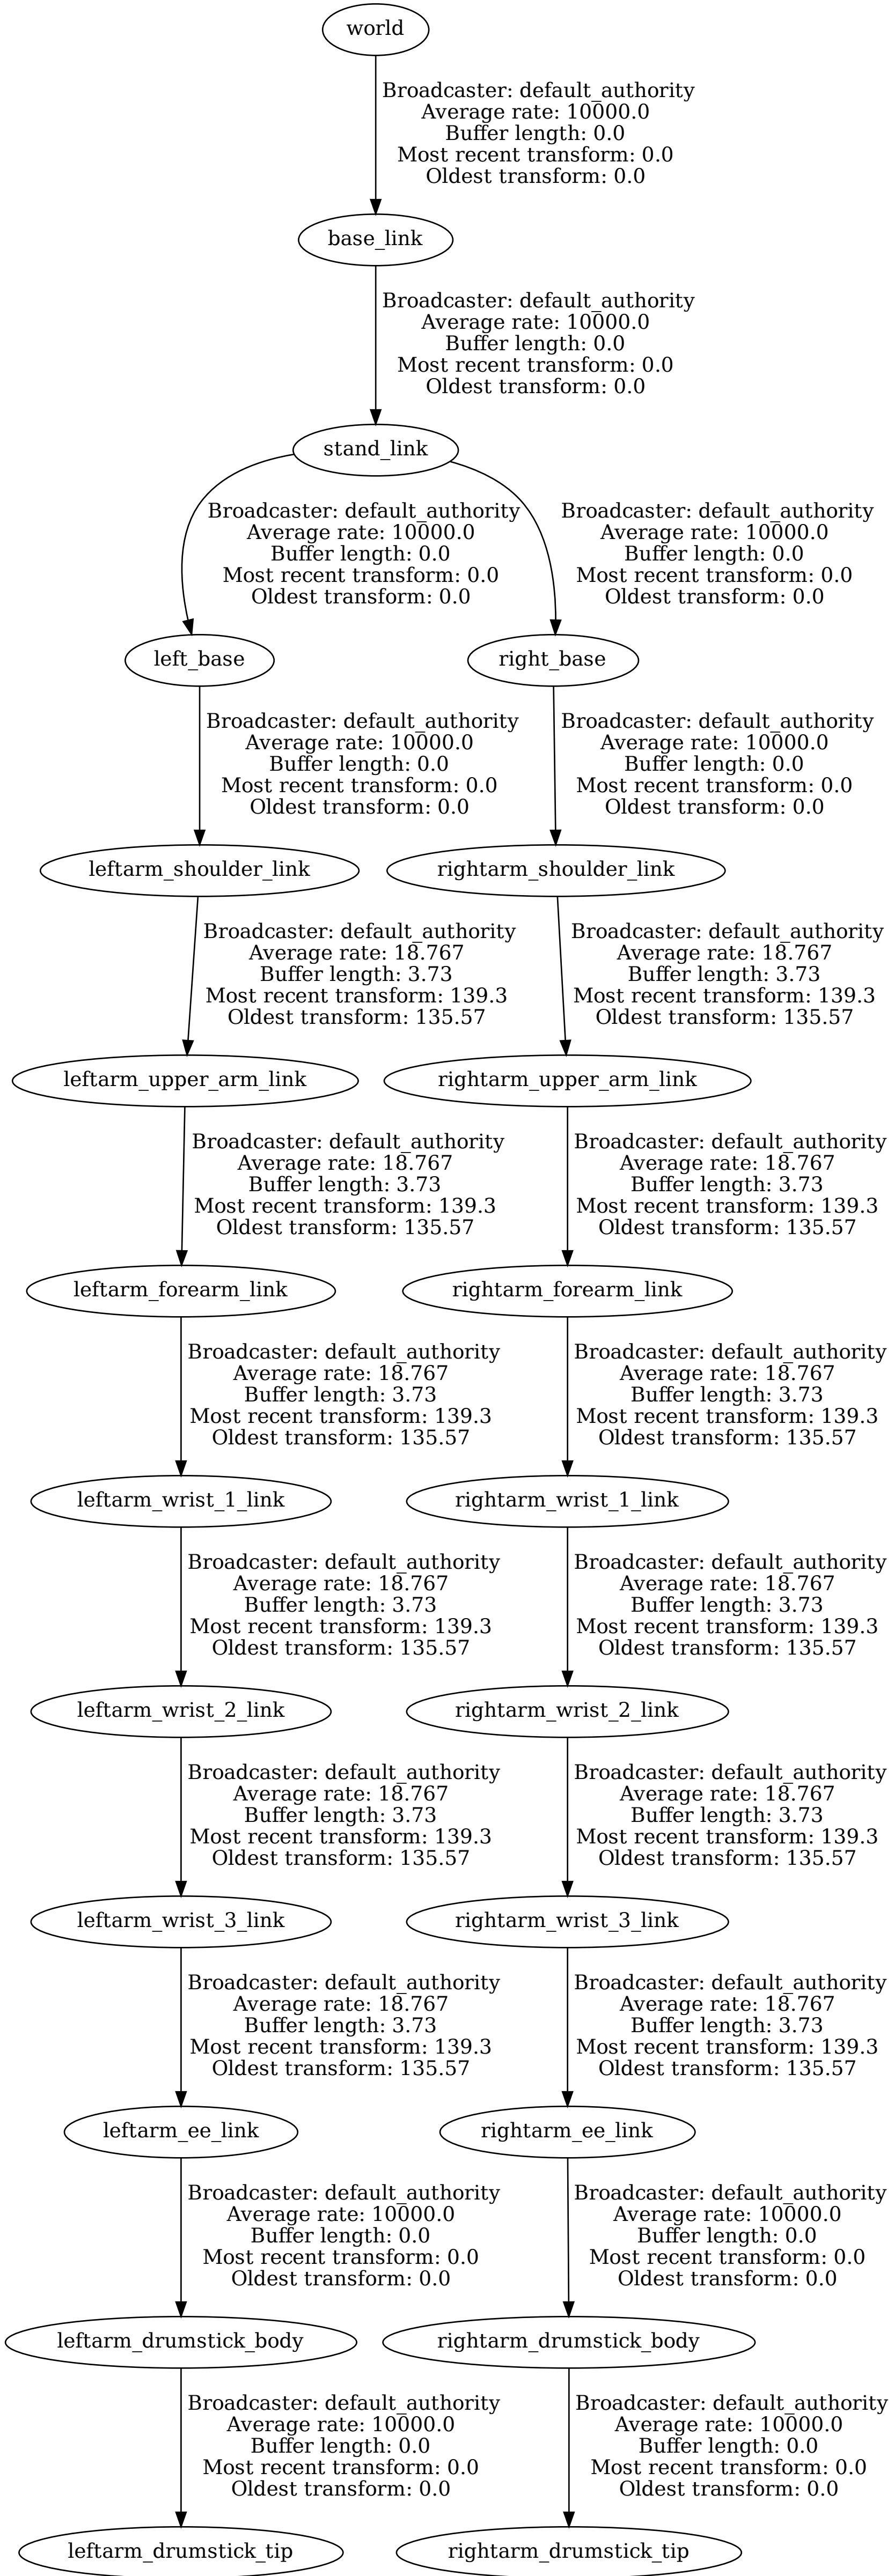 world
Broadcaster: default_authority
Average rate: 10000.0
Buffer length: 0.0
Most recent transform: 0.0
Oldest transform: 0.0
base_link
Broadcaster: default_authority
Average rate: 10000.0
Buffer length: 0.0
Most recent transform: 0.0
Oldest transform: 0.0
stand_link
Broadcaster: default_authority
Average rate: 10000.0
Buffer length: 0.0
Most recent transform: 0.0
Oldest transform: 0.0
Broadcaster: default_authority
Average rate: 10000.0
Buffer length: 0.0
Most recent transform: 0.0
Oldest transform: 0.0
left_base
right_base
Broadcaster: default_authority
Average rate: 10000.0
Buffer length: 0.0
Most recent transform: 0.0
Oldest transform: 0.0
Broadcaster: default_authority
Average rate: 10000.0
Buffer length: 0.0
Most recent transform: 0.0
Oldest transform: 0.0
leftarm_shoulder_link
rightarm_shoulder_link
Broadcaster: default_authority
Average rate: 18.767
Buffer length: 3.73
Most recent transform: 139.3
Oldest transform: 135.57
Broadcaster: default_authority
Average rate: 18.767
Buffer length: 3.73
Most recent transform: 139.3
Oldest transform: 135.57
leftarm_upper_arm_link
rightarm_upper_arm_link
Broadcaster: default_authority
Average rate: 18.767
Buffer length: 3.73
Most recent transform: 139.3
Oldest transform: 135.57
Broadcaster: default_authority
Average rate: 18.767
Buffer length: 3.73
Most recent transform: 139.3
Oldest transform: 135.57
leftarm_forearm_link
rightarm_forearm_link
Broadcaster: default_authority
Average rate: 18.767
Buffer length: 3.73
Most recent transform: 139.3
Oldest transform: 135.57
Broadcaster: default_authority
Average rate: 18.767
Buffer length: 3.73
Most recent transform: 139.3
Oldest transform: 135.57
leftarm_wrist_1_link
rightarm_wrist_1_link
Broadcaster: default_authority
Average rate: 18.767
Buffer length: 3.73
Most recent transform: 139.3
Oldest transform: 135.57
Broadcaster: default_authority
Average rate: 18.767
Buffer length: 3.73
Most recent transform: 139.3
Oldest transform: 135.57
leftarm_wrist_2_link
rightarm_wrist_2_link
Broadcaster: default_authority
Average rate: 18.767
Buffer length: 3.73
Most recent transform: 139.3
Oldest transform: 135.57
Broadcaster: default_authority
Average rate: 18.767
Buffer length: 3.73
Most recent transform: 139.3
Oldest transform: 135.57
leftarm_wrist_3_link
rightarm_wrist_3_link
Broadcaster: default_authority
Average rate: 18.767
Buffer length: 3.73
Most recent transform: 139.3
Oldest transform: 135.57
Broadcaster: default_authority
Average rate: 18.767
Buffer length: 3.73
Most recent transform: 139.3
Oldest transform: 135.57
leftarm_ee_link
rightarm_ee_link
Broadcaster: default_authority
Average rate: 10000.0
Buffer length: 0.0
Most recent transform: 0.0
Oldest transform: 0.0
Broadcaster: default_authority
Average rate: 10000.0
Buffer length: 0.0
Most recent transform: 0.0
Oldest transform: 0.0
leftarm_drumstick_body
rightarm_drumstick_body
Broadcaster: default_authority
Average rate: 10000.0
Buffer length: 0.0
Most recent transform: 0.0
Oldest transform: 0.0
Broadcaster: default_authority
Average rate: 10000.0
Buffer length: 0.0
Most recent transform: 0.0
Oldest transform: 0.0
leftarm_drumstick_tip
rightarm_drumstick_tip